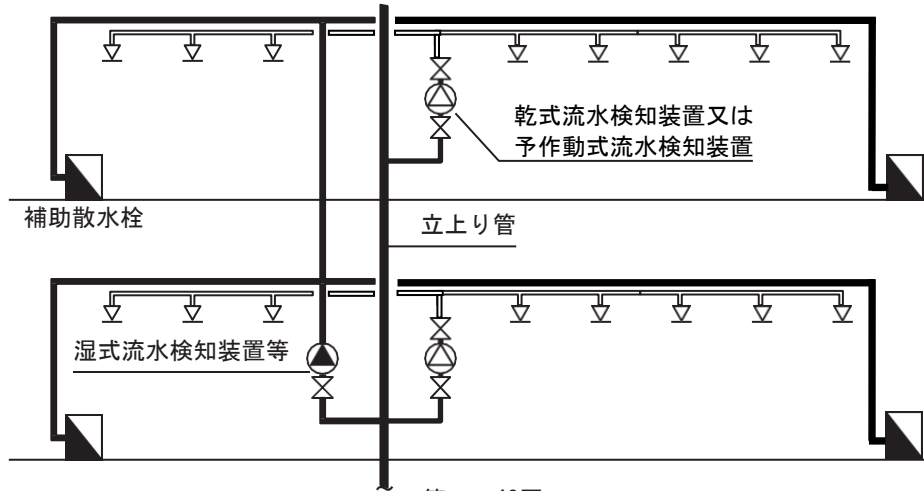 乾式流水検知装置又は
予作動式流水検知装置
補助散水栓
立上り管
湿式流水検知装置等